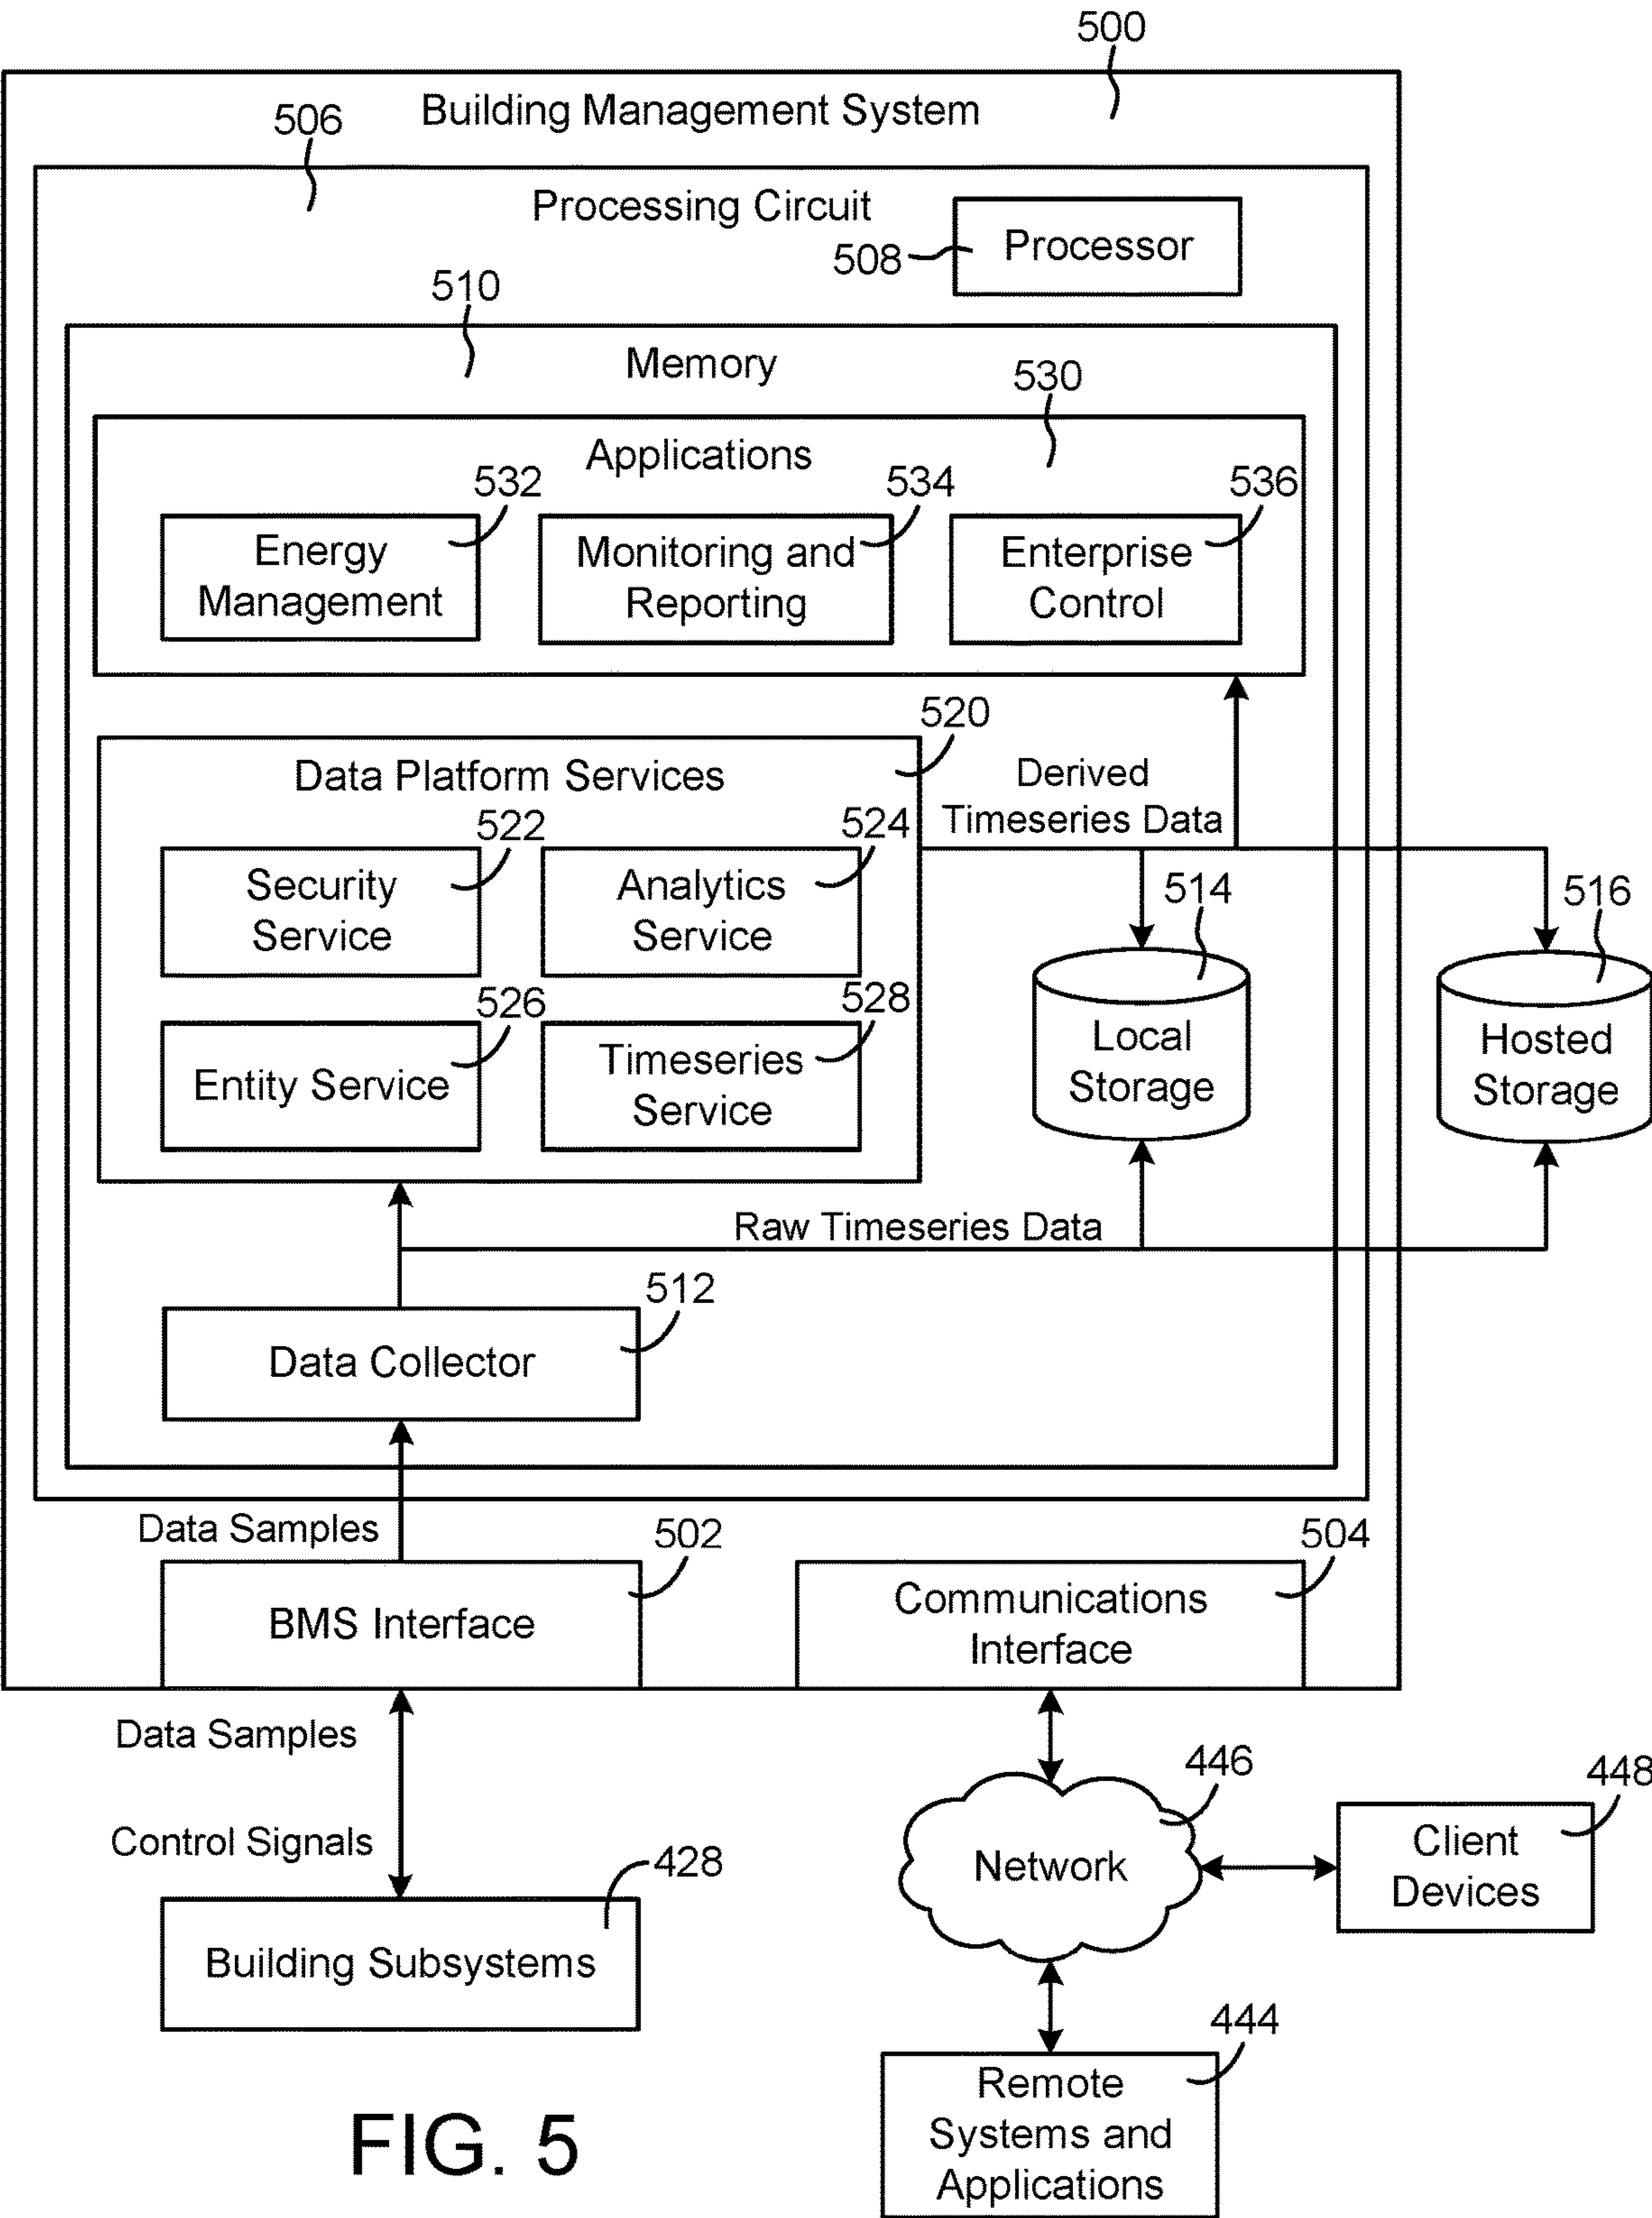 500
Building Management System
506
Processing Circuit
Processor
508
510
Memory
530
Applications
532
534
536
Energy
Management
Monitoring and
Reporting
Enterprise
Control
520
Data Platform Services
Derived
Timeseries Data
522
524
Security
Service
Analytics
Service
514
516
526
528
Entity Service
Timeseries
Service
Local
Storage
Hosted
Storage
Raw Timeseries Data
512
Data Collector
Data Samples
502
504
BMS Interface
Communications
Interface
Data Samples
446
448
Control Signals
Network
Client
Devices
428
Building Subsystems
444
Remote
Systems and
Applications
FIG. 5